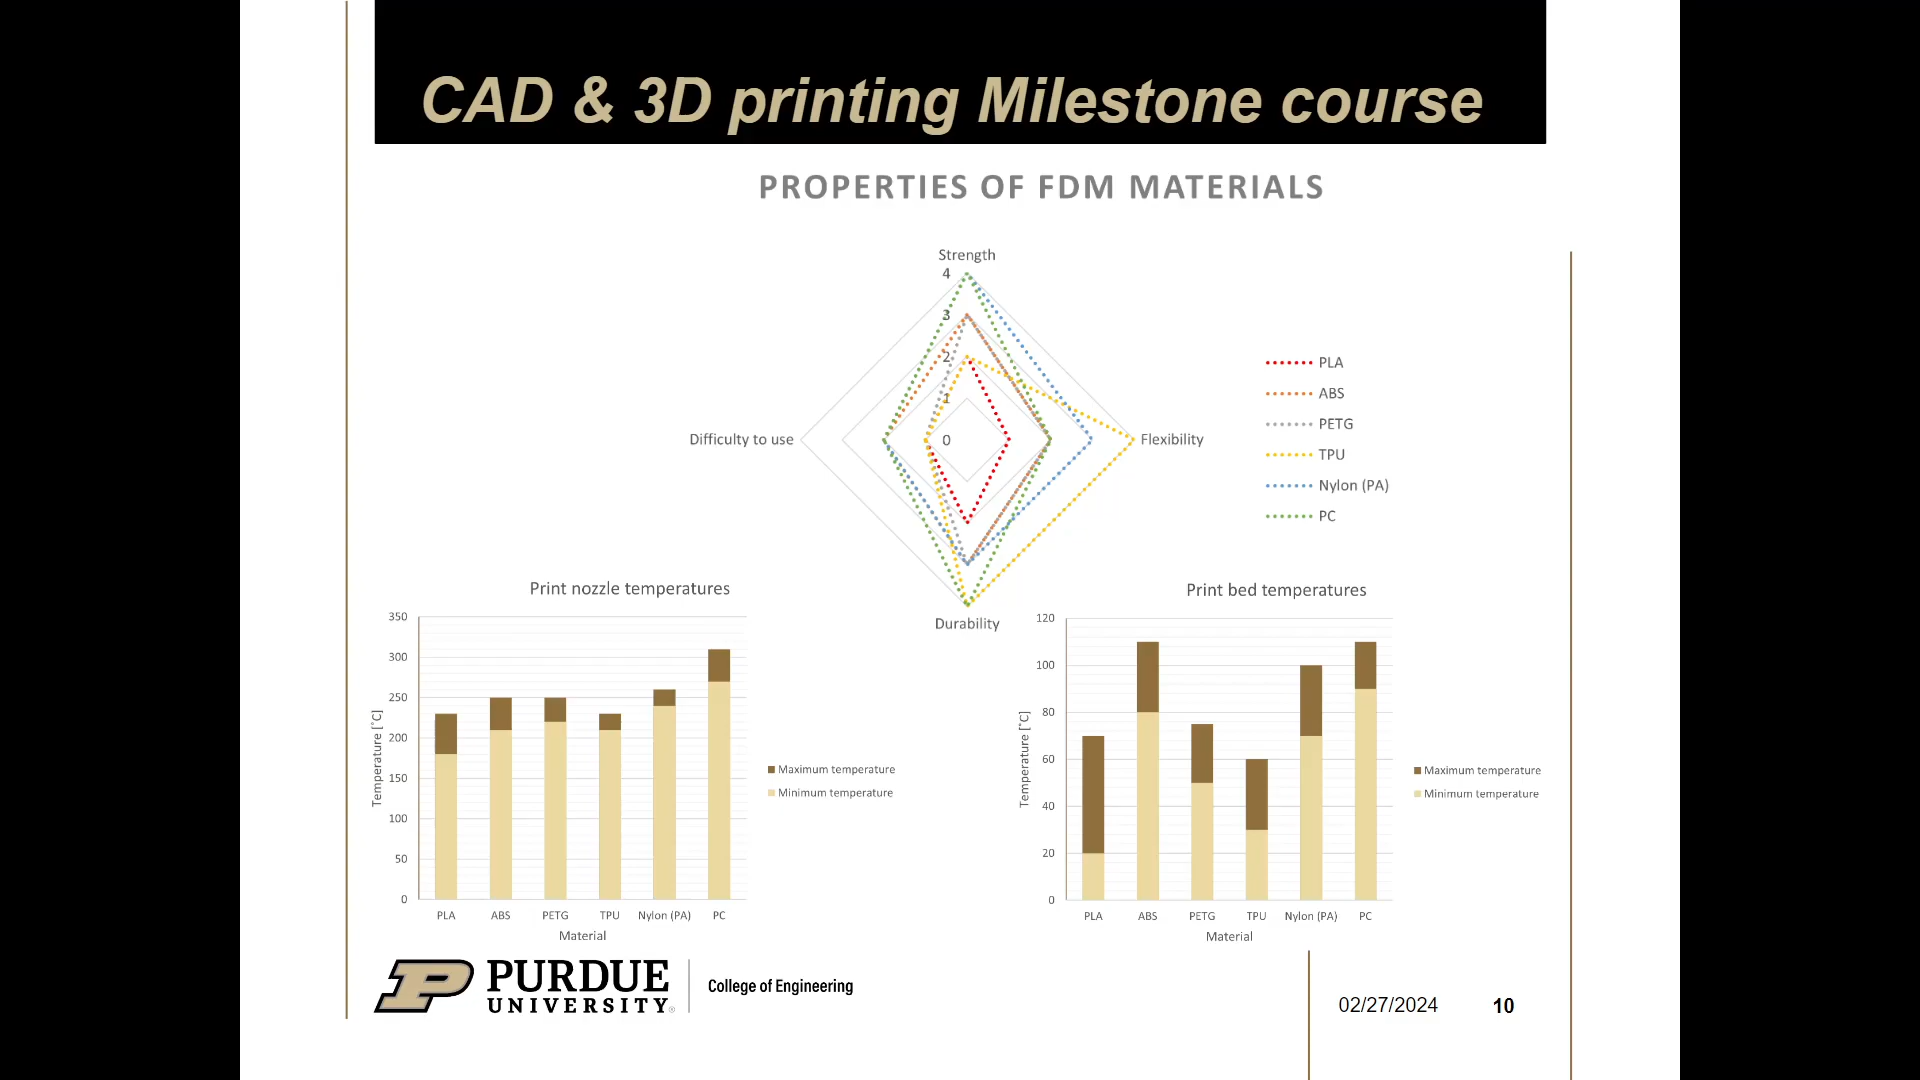 CAD & 3D printing Milestone course
PROPERTIES OF FDM MATERIALS
Strength
4
3
2
1
0
Difficulty to use
Flexibility
Durability
PLA
ABS
PETG
TPU
Nylon (PA)
PC
Print nozzle temperatures
350
300
250
200
150
100
50
0
Temperature [˚C]
PLA ABS PETG TPU Nylon (PA) PC
Material
Maximum temperature
Minimum temperature
Print bed temperatures
120
100
80
60
40
20
0
Temperature [˚C]
PLA ABS PETG TPU Nylon (PA) PC
Material
Maximum temperature
Minimum temperature
P PURDUE
UNIVERSITY®
College of Engineering
02/27/2024 10